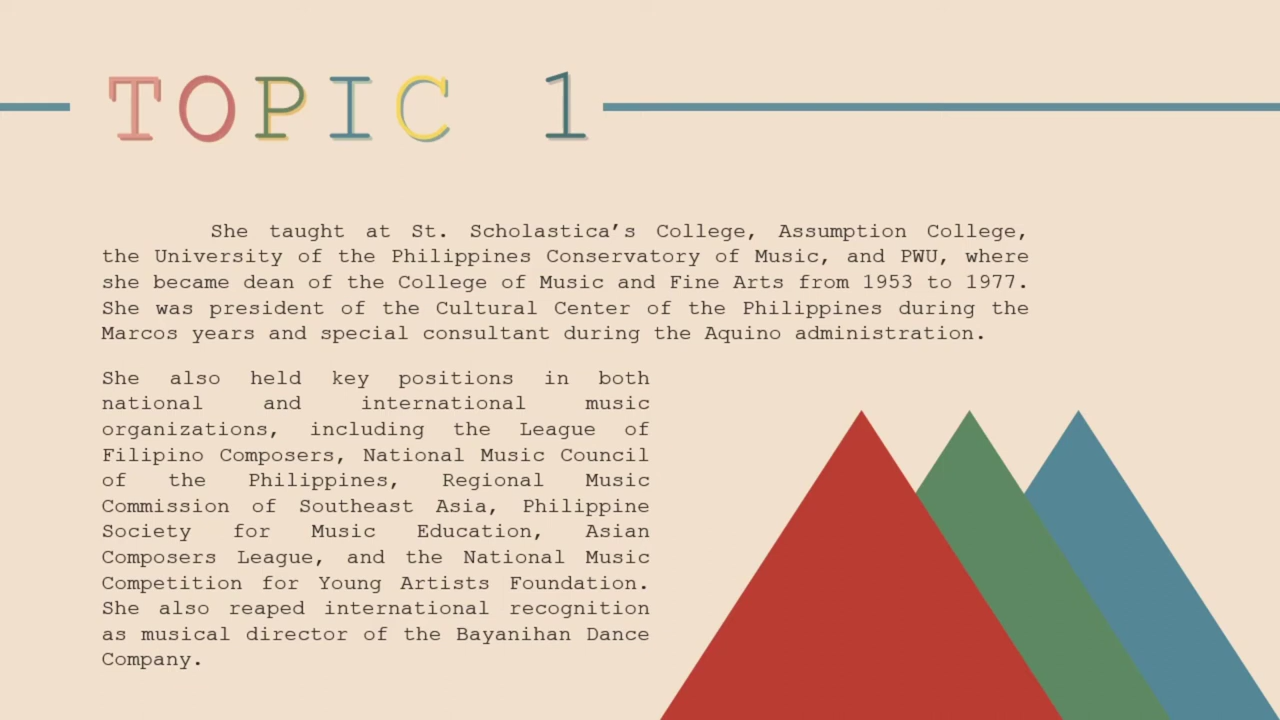 TOPIC 1
She taught at St. Scholastica’s College, Assumption College,
the University of the Philippines Conservatory of Music, and PWU, where
she became dean of the College of Music and Fine Arts from 1953 to 1977.
She was president of the Cultural Center of the Philippines during the
Marcos years and special consultant during the Aquino administration.
She also held key positions in both
national and international music
organizations, including the League of
Filipino Composers, National Music Council
of the Philippines, Regional Music
Commission of Southeast Asia, Philippine
Society for Music Education, Asian
Composers League, and the National Music
Competition for Young Artists Foundation.
She also reaped international recognition
as musical director of the Bayanihan Dance
Company.